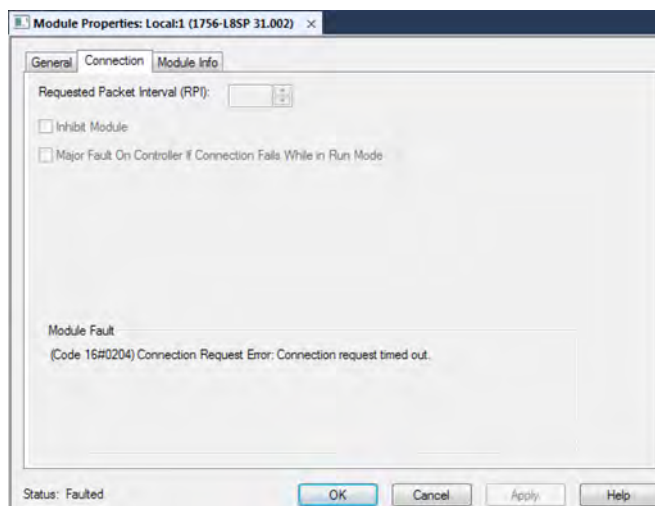 Module Properties: Local:1 (1756-L8SP 31.002) ×
General Connection Module Info
Requested Packet Interval (RPI):
Inhibit Module
Major Fault On Controller If Connection Fails While in Run Mode
Module Fault
(Code 16#0204) Connection Request Error: Connection request timed out.
Status: Faulted OK Cancel Apply Help